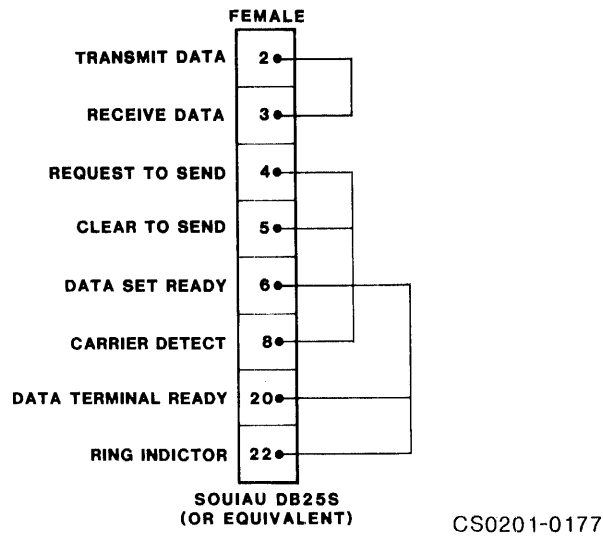 FEMALE
TRANSMIT DATA 2
RECEIVE DATA 3
REQUEST TO SEND 4
CLEAR TO SEND 5
DATA SET READY 6
CARRIER DETECT 8
DATA TERMINAL READY 20
RING INDICTOR 22
SOUIAU DB25S
(OR EQUIVALENT)
CS0201-0177